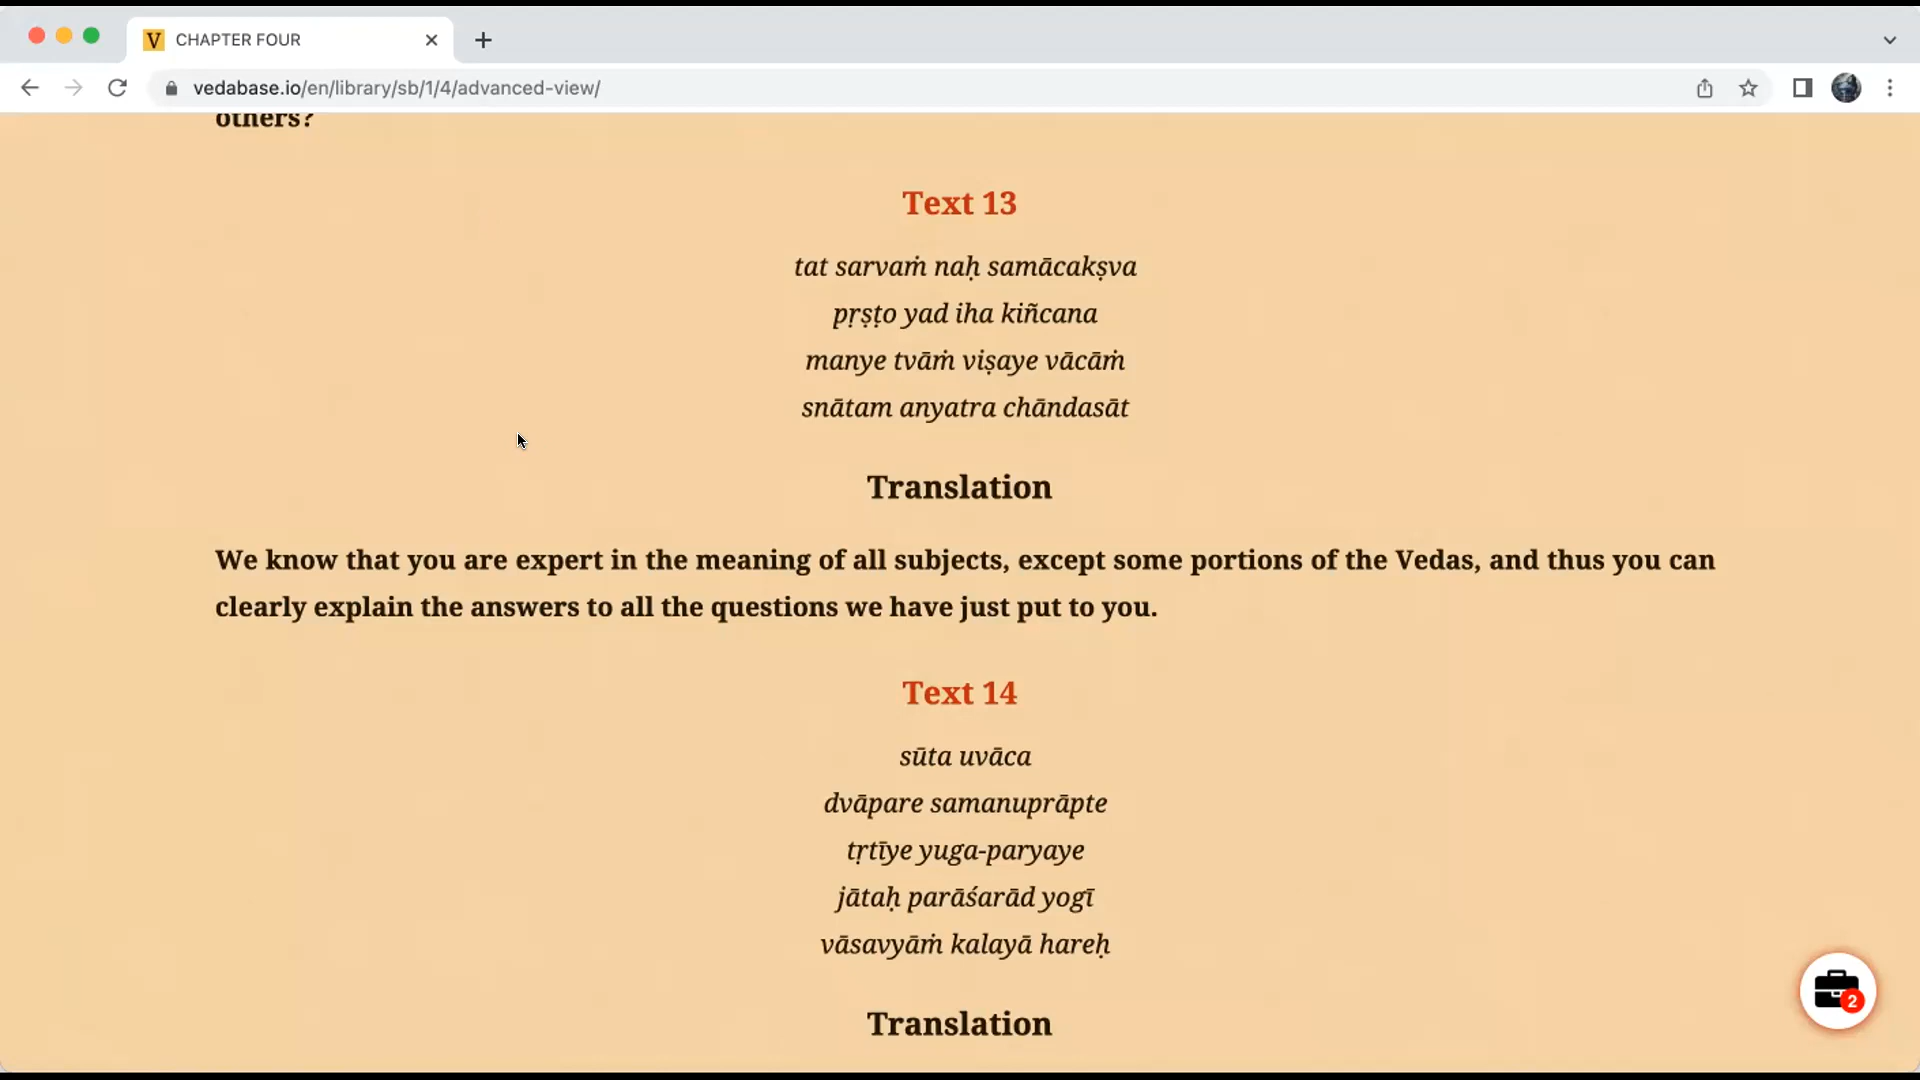 CHAPTER FOUR
vedabase.io/en/library/sb/1/4/advanced-view/
others?
Text 13
tat sarvaṁ naḥ samācakṣva
pṛṣṭo yad iha kiñcana
manye tvāṁ viṣaye vācāṁ
snātam anyatra chāndasāt
Translation
We know that you are expert in the meaning of all subjects, except some portions of the Vedas, and thus you can
clearly explain the answers to all the questions we have just put to you.
Text 14
sūta uvāca
dvāpare samanuprāpte
tṛtīye yuga-paryaye
jātaḥ parāśarād yogī
vāsavyāṁ kalayā hareḥ
Translation
2